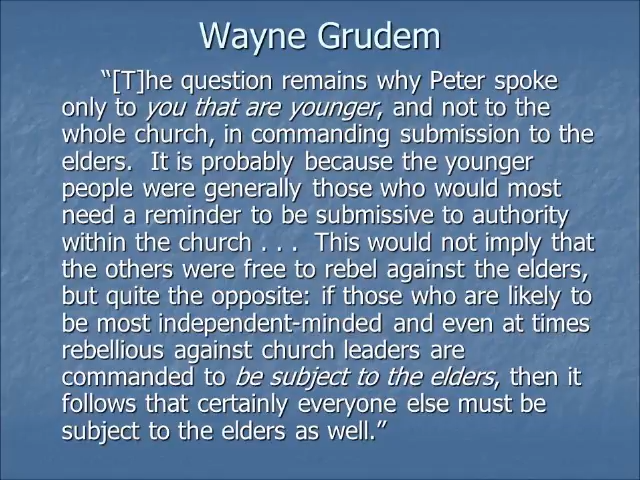 Wayne Grudem
“[T]he question remains why Peter spoke
only to you that are younger, and not to the
whole church, in commanding submission to the
elders.  It is probably because the younger
people were generally those who would most
need a reminder to be submissive to authority
within the church . . .  This would not imply that
the others were free to rebel against the elders,
but quite the opposite: if those who are likely to
be most independent-minded and even at times
rebellious against church leaders are
commanded to be subject to the elders, then it
follows that certainly everyone else must be
subject to the elders as well.”